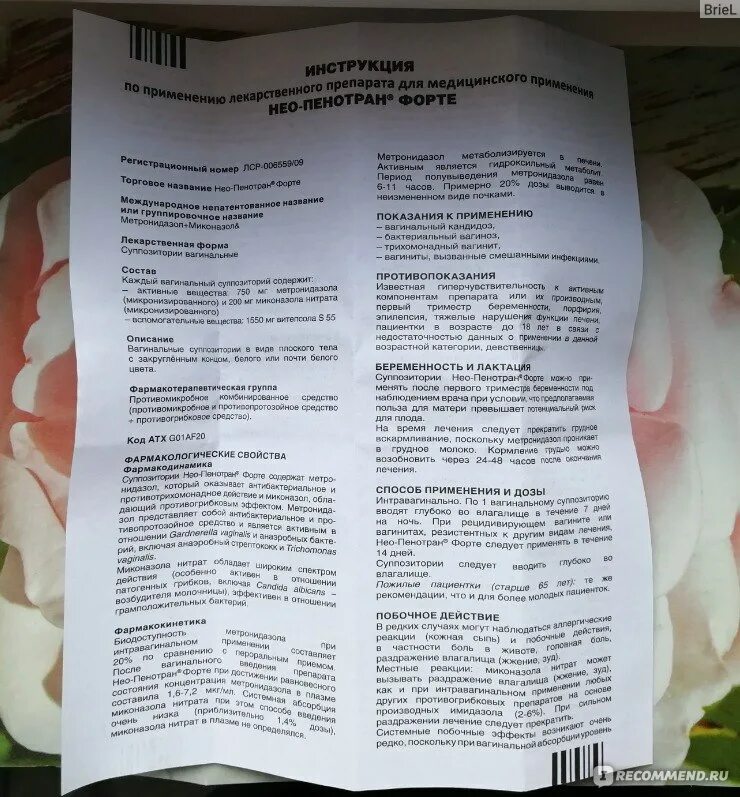 BrieL
ИНСТРУКЦИЯ
по применению лекарственного препарата для медицинского применения
НЕО-ПЕНОТРАН® ФОРТЕ
Регистрационный номер ЛСР-006559/09
Торговое название Нео-Пенотран® Форте
Международное непатентованное название
или группировочное название
Метронидазол+Миконазол&
Лекарственная форма
Суппозитории вагинальные
Состав
Каждый вагинальный суппозиторий содержит:
– активные вещества: 750 мг метронидазола
(микронизированного) и 200 мг миконазола нитрата
(микронизированного)
– вспомогательные вещества: 1550 мг витепсола S 55
Описание
Вагинальные суппозитории в виде плоского тела
с закруглённым концом, белого или почти белого
цвета.
Фармакотерапевтическая группа
Противомикробное комбинированное средство
(противомикробное и противопротозойное средство
+ противогрибковое средство).
Код АТХ G01AF20
ФАРМАКОЛОГИЧЕСКИЕ СВОЙСТВА
Фармакодинамика
Суппозитории Нео-Пенотран® Форте содержат метро-
нидазол, который оказывает антибактериальное и
противотрихомонадное действие и миконазол, обла-
дающий противогрибковым эффектом. Метронида-
зол представляет собой антибактериальное и про-
тивопротозойное средство и является активным в
отношении Gardnerella vaginalis и анаэробных бакте-
рий, включая анаэробный стрептококк и Trichomonas
vaginalis.
Миконазола нитрат обладает широким спектром
действия (особенно активен в отношении
патогенных грибков, включая Candida albicans –
возбудителя молочницы), эффективен в отношении
грамположительных бактерий.
Фармакокинетика
Биодоступность метронидазола при
интравагинальном применении составляет
20% по сравнению с пероральным приемом.
После вагинального введения препарата
Нео-Пенотран® Форте при достижении равновесного
состояния концентрация метронидазола в плазме
составила 1,6-7,2 мкг/мл. Системная абсорбция
миконазола нитрата при этом способе введения
очень низка (приблизительно 1,4% дозы),
миконазола нитрат в плазме не определялся.
Метронидазол метаболизируется в печени.
Активным является гидроксильный метаболит.
Период полувыведения метронидазола равен
6-11 часов. Примерно 20% дозы выводится в
неизмененном виде почками.
ПОКАЗАНИЯ К ПРИМЕНЕНИЮ
– вагинальный кандидоз,
– бактериальный вагиноз,
– трихомонадный вагинит,
– вагиниты, вызванные смешанными инфекциями.
ПРОТИВОПОКАЗАНИЯ
Известная гиперчувствительность к активным
компонентам препарата или их производным,
первый триместр беременности, порфирия,
эпилепсия, тяжелые нарушения функции печени,
пациентки в возрасте до 18 лет в связи с
недостаточностью данных о применении в данной
возрастной категории, девственницы.
БЕРЕМЕННОСТЬ И ЛАКТАЦИЯ
Суппозитории Нео-Пенотран® Форте можно при-
менять после первого триместра беременности под
наблюдением врача при условии, что предполагаемая
польза для матери превышает потенциальный риск
для плода.
На время лечения следует прекратить грудное
вскармливание, поскольку метронидазол проникает
в грудное молоко. Кормление грудью можно
возобновить через 24-48 часов после окончания
лечения.
СПОСОБ ПРИМЕНЕНИЯ И ДОЗЫ
Интравагинально. По 1 вагинальному суппозиторию
вводят глубоко во влагалище в течение 7 дней
на ночь. При рецидивирующем вагините или
вагинитах, резистентных к другим видам лечения,
Нео-Пенотран® Форте следует применять в течение
14 дней.
Суппозитории следует вводить глубоко во
влагалище.
Пожилые пациентки (старше 65 лет): те же
рекомендации, что и для более молодых пациенток.
ПОБОЧНОЕ ДЕЙСТВИЕ
В редких случаях могут наблюдаться аллергические
реакции (кожная сыпь) и побочные действия,
в частности боль в животе, головная боль,
раздражение влагалища (жжение, зуд).
Местные реакции: миконазола нитрат может
вызывать раздражение влагалища (жжение, зуд),
как и при интравагинальном применении любых
других противогрибковых препаратов на основе
производных имидазола (2-6%). При сильном
раздражении лечение следует прекратить.
Системные побочные эффекты возникают очень
редко, поскольку при вагинальной абсорбции уровень
RECOMMEND.RU